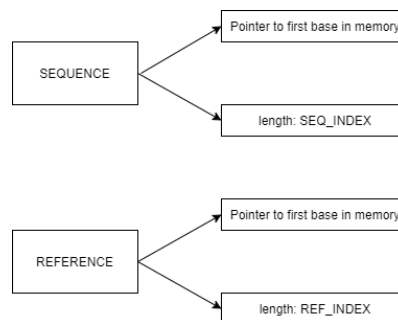 Pointer to first base in memory
SEQUENCE
length: SEQ_INDEX
Pointer to first base in memory
REFERENCE
length: REF_INDEX